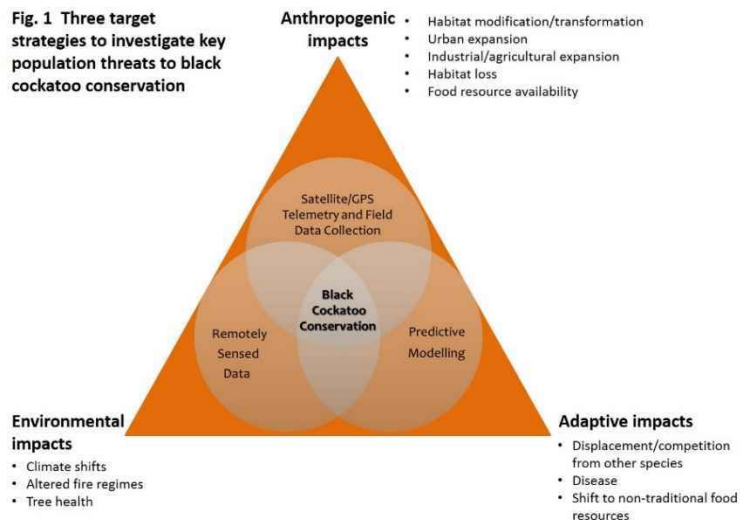 Fig. 1 Three target
strategies to investigate key
population threats to black
cockatoo conservation
Anthropogenic
impacts
• Habitat modification/transformation
• Urban expansion
• Industrial/agricultural expansion
• Habitat loss
• Food resource availability
Satellite/GPS
Telemetry and Field
Data Collection
Black
Cockatoo
Conservation
Remotely
Sensed
Data
Predictive
Modelling
Environmental
impacts
• Climate shifts
• Altered fire regimes
• Tree health
Adaptive impacts
• Displacement/competition
from other species
• Disease
• Shift to non-traditional food
resources